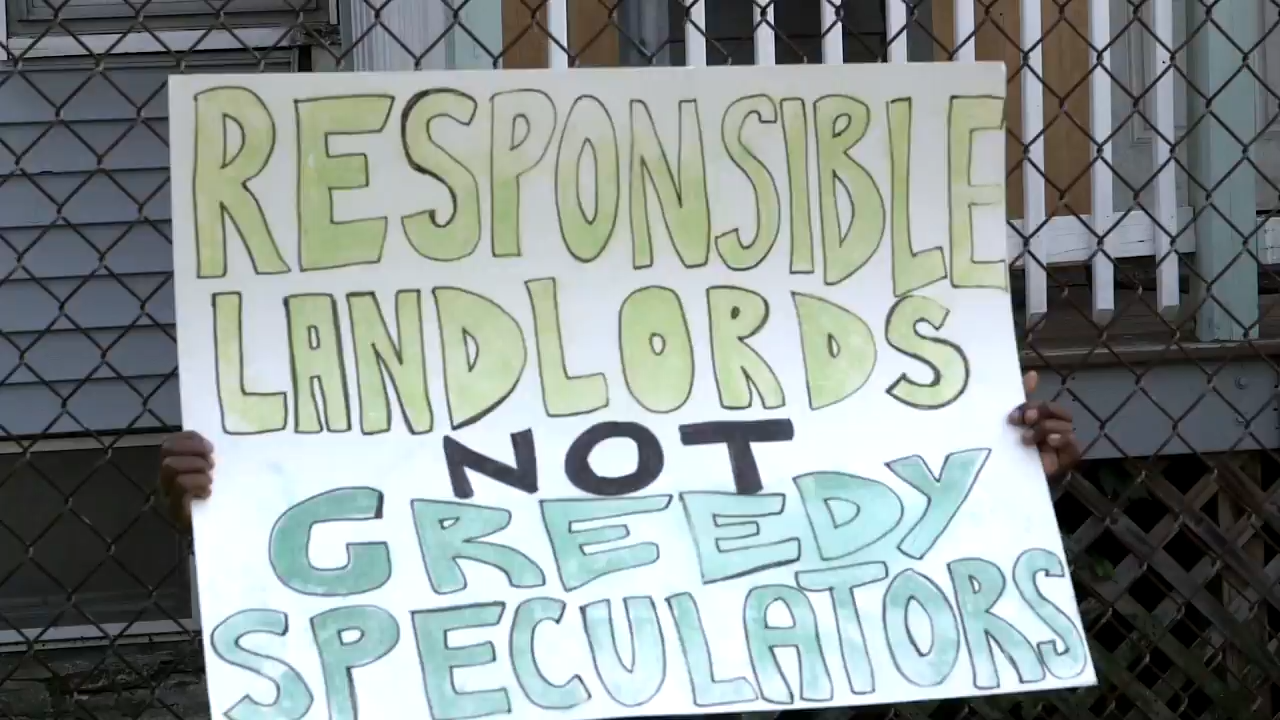 RESPONSIBLE
LANDLORDS
NOT
GREEDY
SPECULATORS